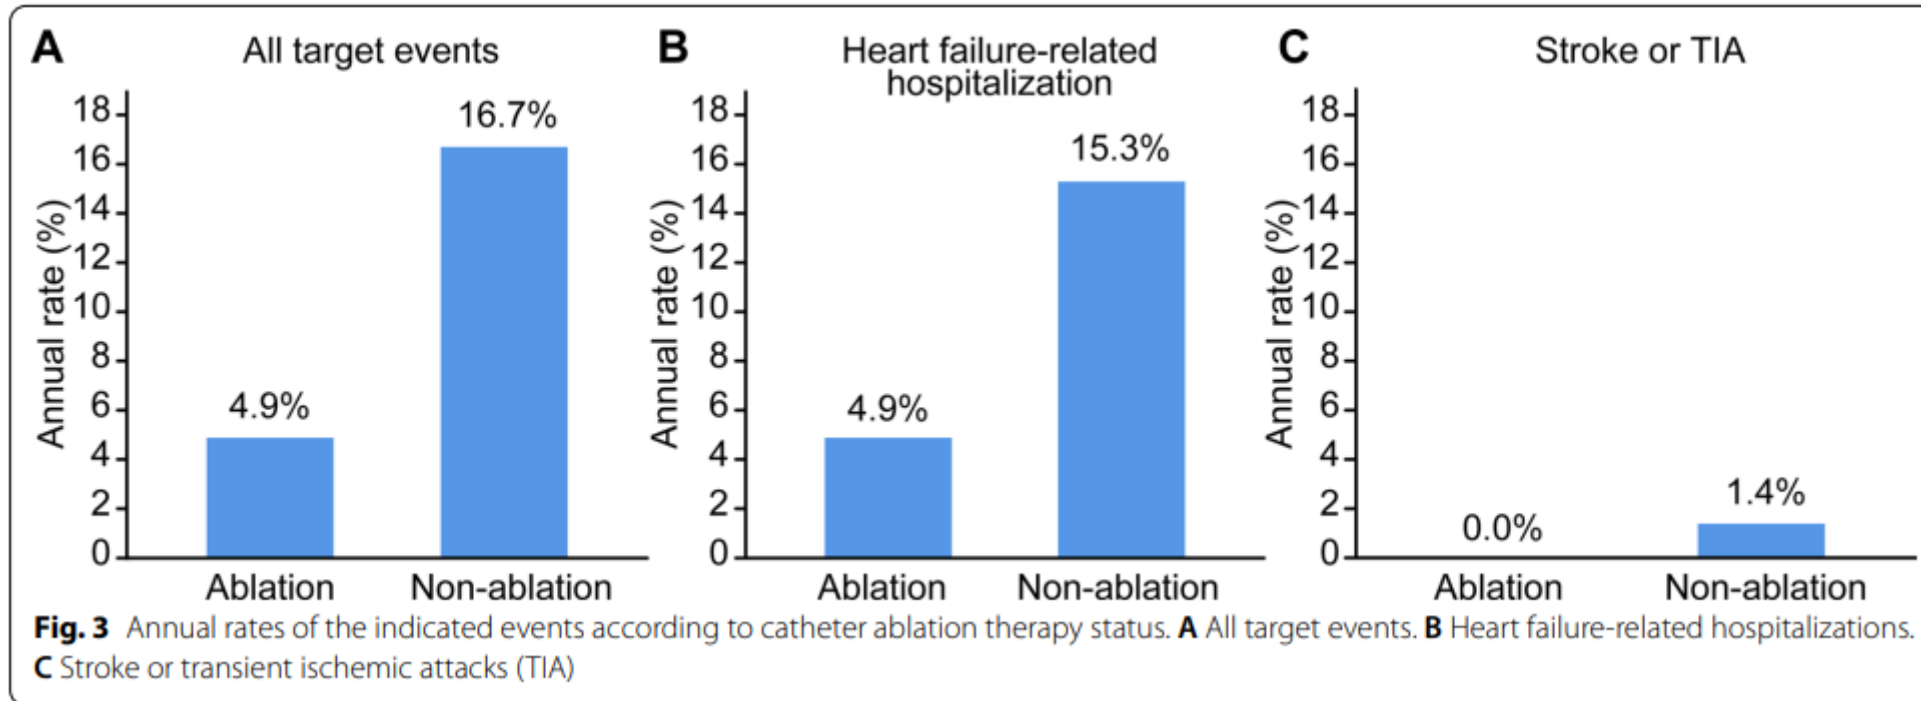 A
All target events
Annual rate (%)
18
16
14
12
10
8
6
4
2
0
16.7%
4.9%
Ablation
Non-ablation
B
Heart failure-related
hospitalization
Annual rate (%)
18
16
14
12
10
8
6
4
2
0
15.3%
4.9%
Ablation
Non-ablation
C
Stroke or TIA
Annual rate (%)
18
16
14
12
10
8
6
4
2
0
1.4%
0.0%
Ablation
Non-ablation
Fig. 3 Annual rates of the indicated events according to catheter ablation therapy status. A All target events. B Heart failure-related hospitalizations.
C Stroke or transient ischemic attacks (TIA)